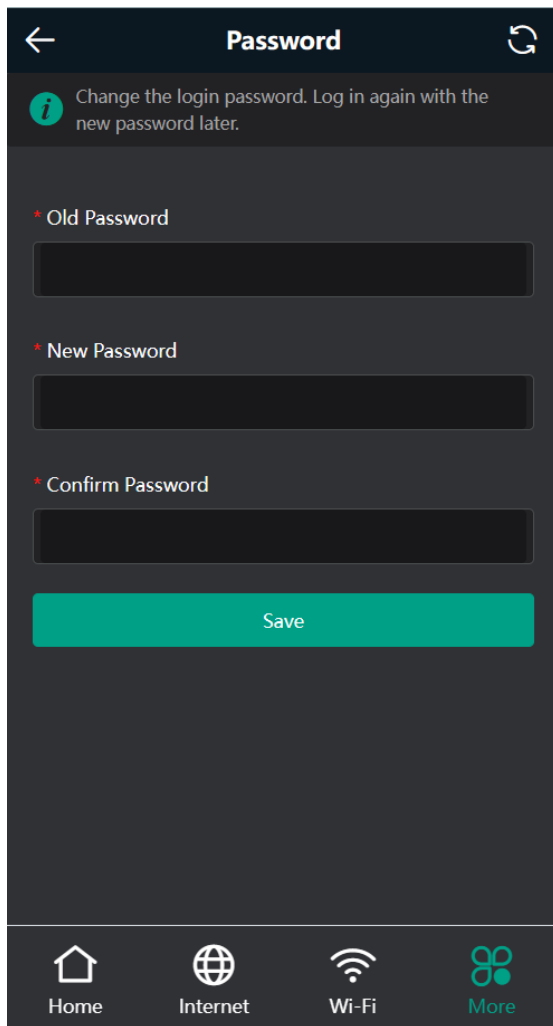 Password
Change the login password. Log in again with the
new password later.
* Old Password
* New Password
* Confirm Password
Save
Home Internet Wi-Fi More